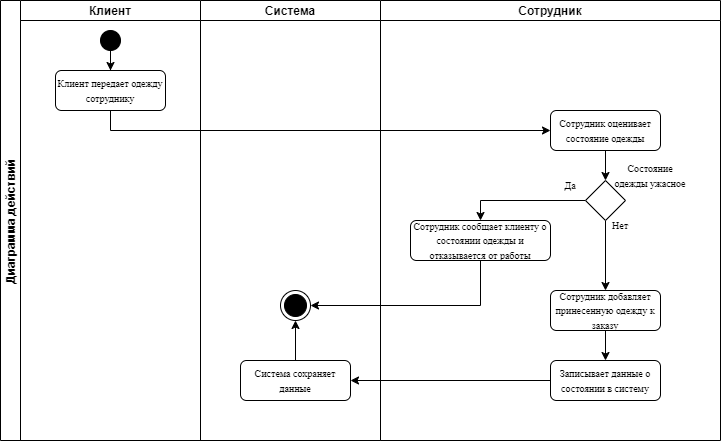 Диаграмма действий
Клиент
Система
Сотрудник
Клиент передает одежду
сотруднику
Сотрудник оценивает
состояние одежды
Состояние
одежды ужасное
Да
Нет
Сотрудник сообщает клиенту о
состоянии одежды и
отказывается от работы
Сотрудник добавляет
принесенную одежду к
заказу
Записывает данные о
состоянии в систему
Система сохраняет
данные